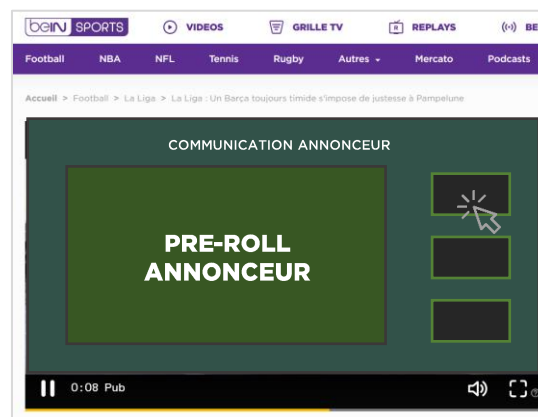 beIN SPORTS VIDEOS GRILLE TV REPLAYS BE
Football NBA NFL Tennis Rugby Autres Mercato Podcasts
Accueil > Football > La Liga > La Liga : Un Barça toujours timide s'impose de justesse à Pampelune
COMMUNICATION ANNONCEUR
PRE-ROLL
ANNONCEUR
0:08 Pub